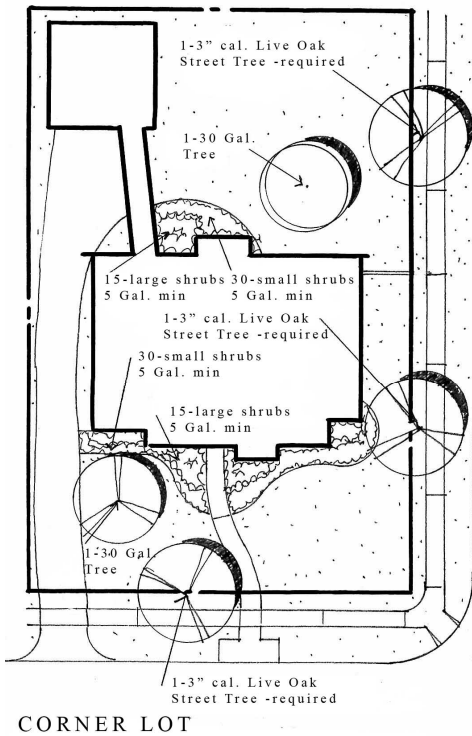 1-3" cal. Live Oak
Street Tree -required
1-30 Gal.
Tree
15-large shrubs
5 Gal. min
30-small shrubs
5 Gal. min
1-3" cal. Live Oak
Street Tree -required
30-small shrubs
5 Gal. min
15-large shrubs
5 Gal. min
1-30 Gal.
Tree
1-3" cal. Live Oak
Street Tree -required
CORNER LOT